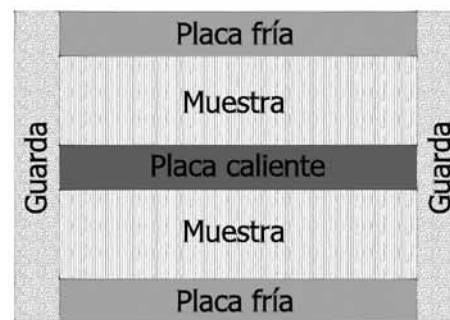 Placa fría
Muestra
Guarda
Placa caliente
Guarda
Muestra
Placa fría